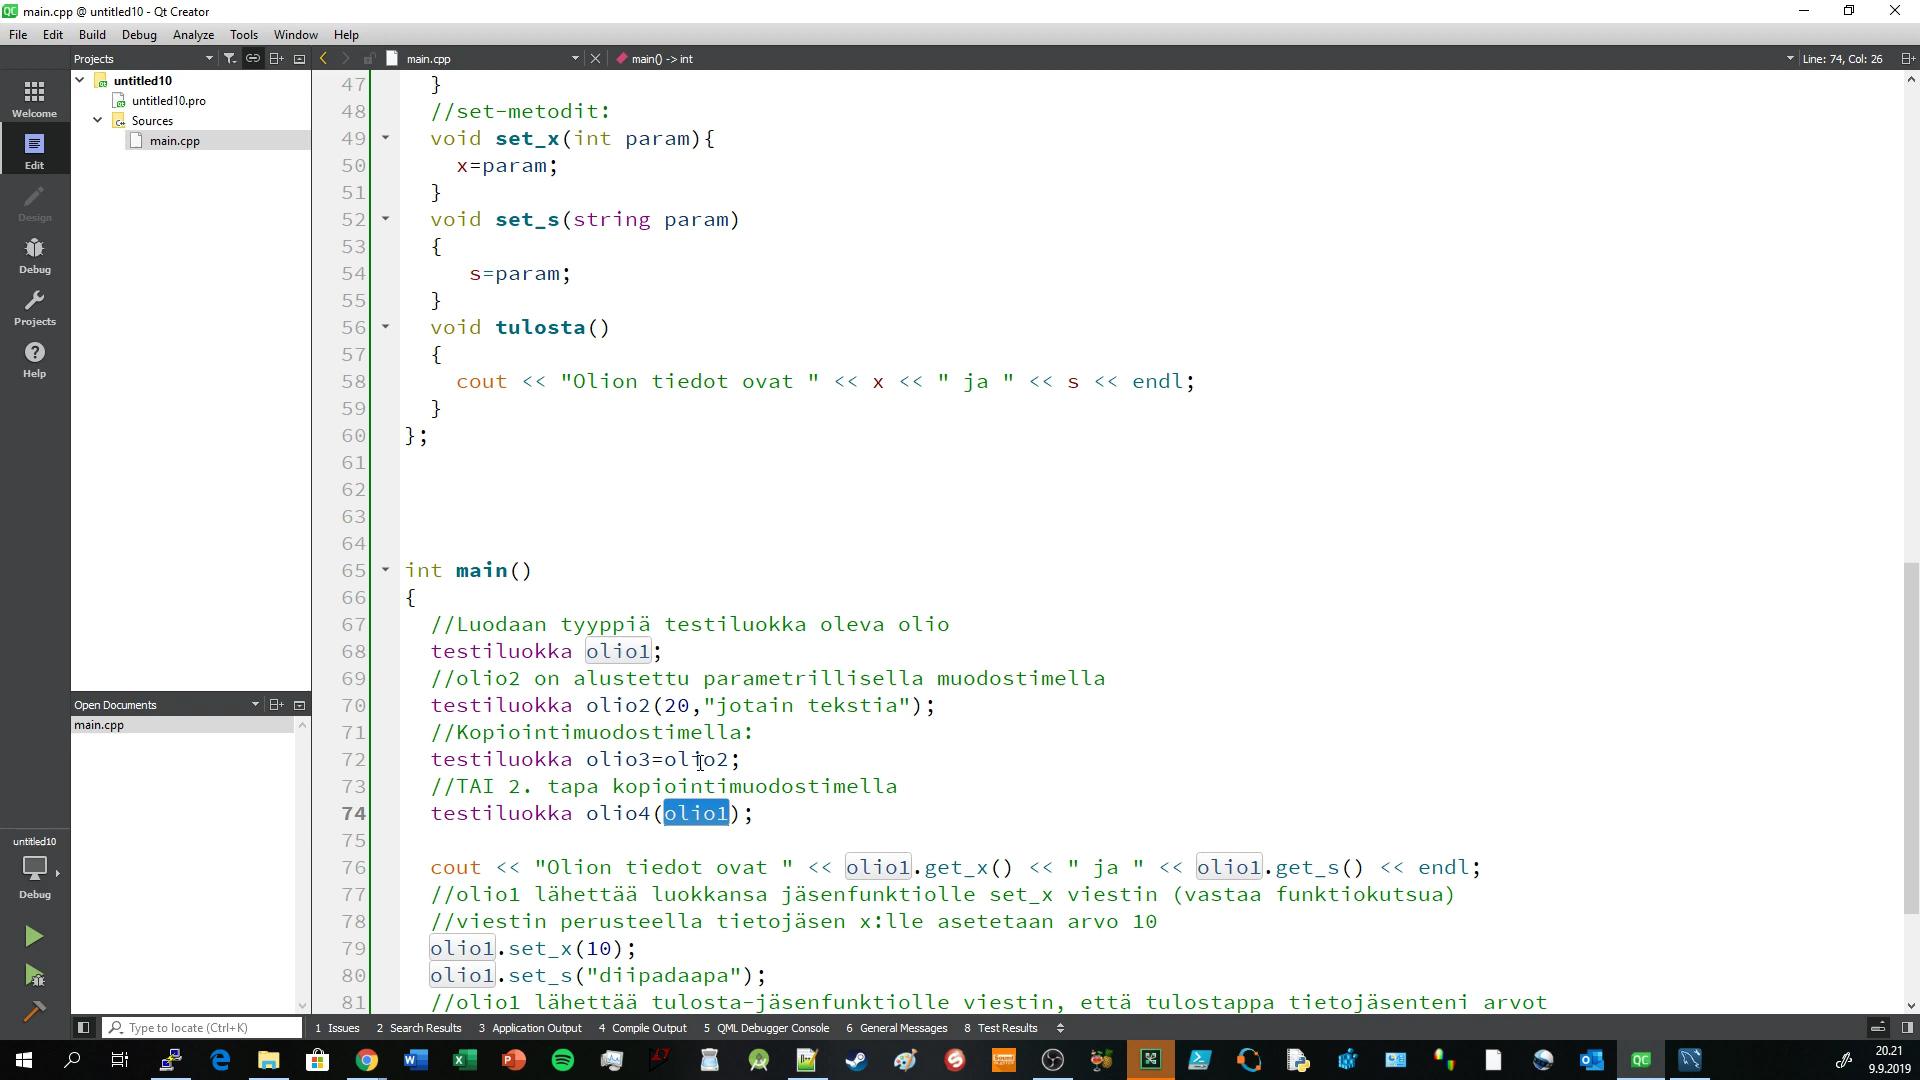 main.cpp @ untitled10 - Qt Creator
File Edit Build Debug Analyze Tools Window Help
Projects
main.cpp
main() -> int
Line: 74, Col: 26
Welcome
Edit
Design
Debug
Projects
Help
untitled10
untitled10.pro
Sources
main.cpp
Open Documents
main.cpp
47 }
48 //set-metodit:
49 void set_x(int param){
50 x=param;
51 }
52 void set_s(string param)
53 {
54 s=param;
55 }
56 void tulosta()
57 {
58 cout << "Olion tiedot ovat " << x << " ja " << s << endl;
59 }
60 };
61
62
63
64
65 int main()
66 {
67 //Luodaan tyyppiä testiluokka oleva olio
68 testiluokka olio1;
69 //olio2 on alustettu parametrillisella muodostimella
70 testiluokka olio2(20,"jotain tekstia");
71 //Kopiointimuodostimella:
72 testiluokka olio3=olio2;
73 //TAI 2. tapa kopiointimuodostimella
74 testiluokka olio4(olio1);
75
76 cout << "Olion tiedot ovat " << olio1.get_x() << " ja " << olio1.get_s() << endl;
77 //olio1 lähettää luokkansa jäsenfunktiolle set_x viestin (vastaa funktiokutsua)
78 //viestin perusteella tietojäsen x:lle asetetaan arvo 10
79 olio1.set_x(10);
80 olio1.set_s("diipadaapa");
81 //olio1 lähettää tulosta-jäsenfunktiolle viestin, että tulostappa tietojäsenteni arvot
untitled10
Debug
Type to locate (Ctrl+K)
1 Issues 2 Search Results 3 Application Output 4 Compile Output 5 QML Debugger Console 6 General Messages 8 Test Results
20.21
9.9.2019